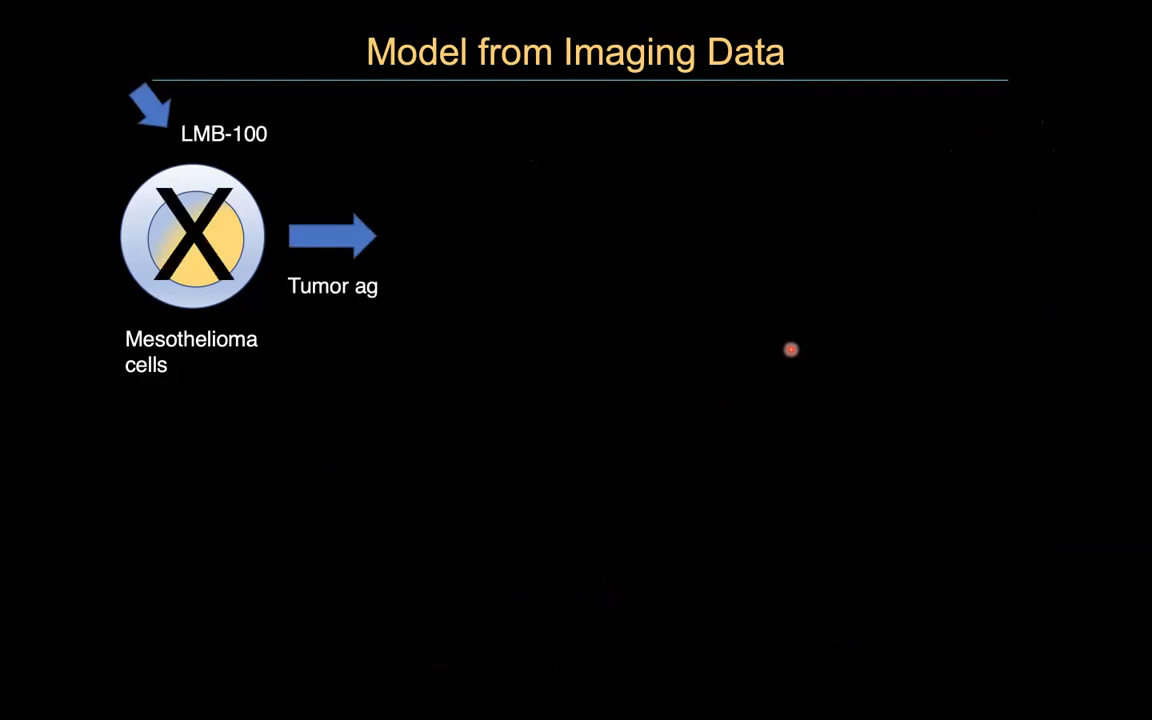 Model from Imaging Data
LMB-100
X
Tumor ag
Mesothelioma
cells